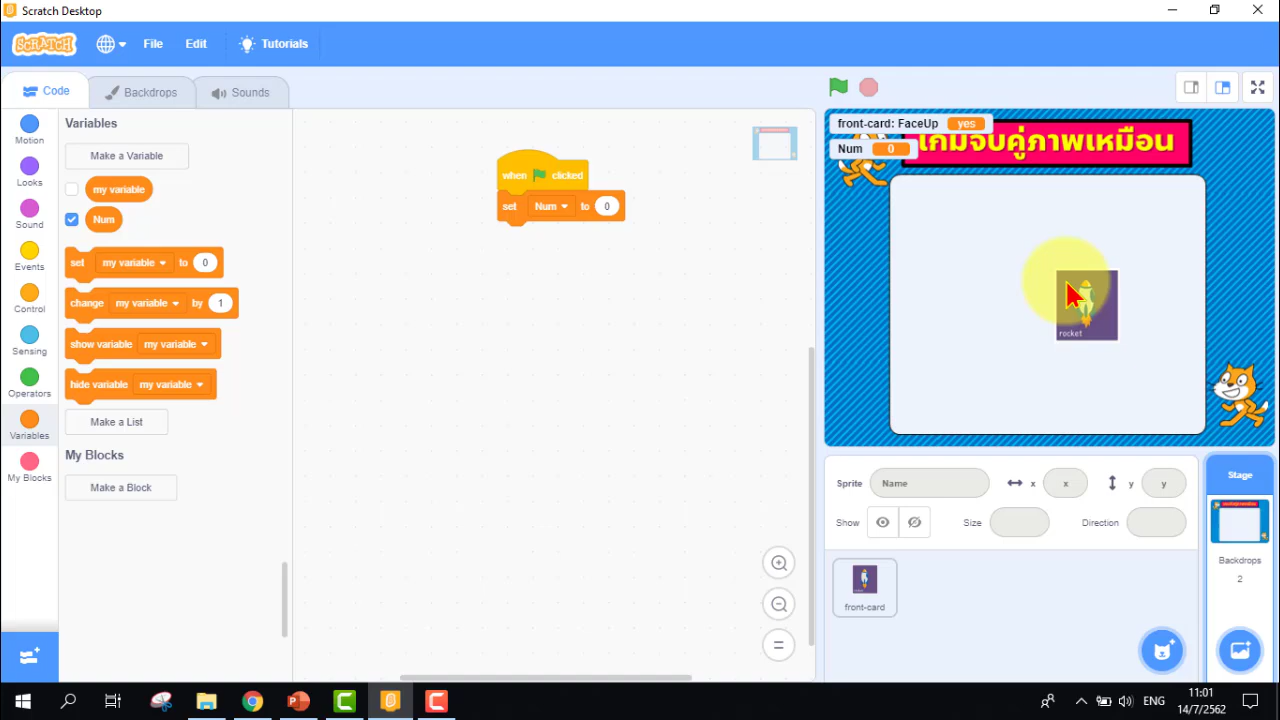 Scratch Desktop
SCRATCH
File
Edit
Tutorials
Code
Backdrops
Sounds
Motion
Looks
Sound
Events
Control
Sensing
Operators
Variables
My Blocks
Variables
Make a Variable
my variable
Num
set my variable to 0
change my variable by 1
show variable my variable
hide variable my variable
Make a List
My Blocks
Make a Block
when clicked
set Num to 0
front-card: FaceUp yes
Num 0
เกมจับคู่ภาพเหมือน
rocket
Sprite Name x x y y
Show Size Direction
front-card
Stage
Backdrops
2
ENG
11:01
14/7/2562